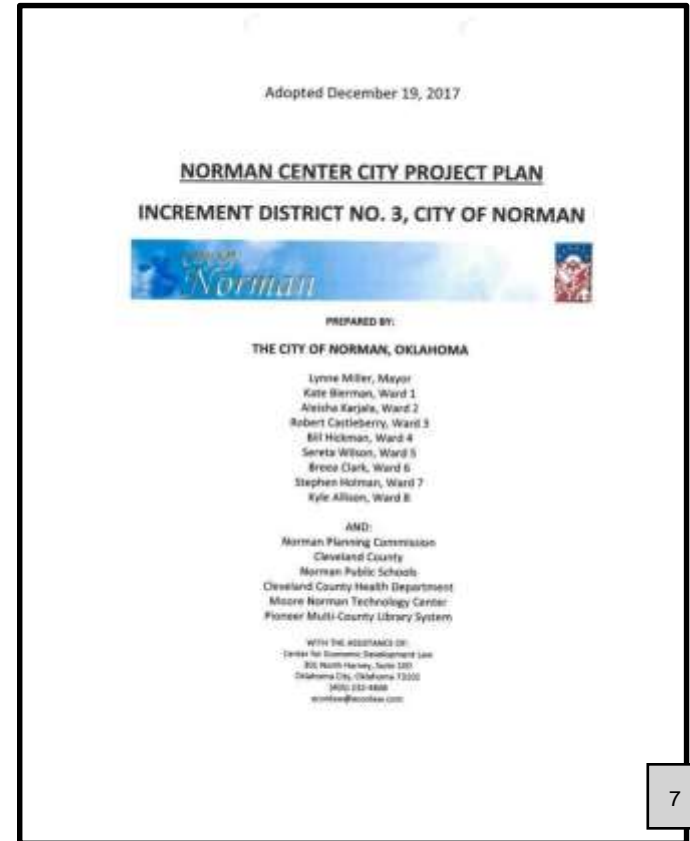 Adopted December 19, 2017
NORMAN CENTER CITY PROJECT PLAN
INCREMENT DISTRICT NO. 3, CITY OF NORMAN
Norman
PREPARED BY:
THE CITY OF NORMAN, OKLAHOMA
Lynne Miller, Mayor
Kate Bierman, Ward 1
Aleisha Karjala, Ward 2
Robert Castleberry, Ward 3
Bill Hickman, Ward 4
Sereta Wilson, Ward 5
Breea Clark, Ward 6
Stephen Holman, Ward 7
Kyle Allison, Ward 8
AND:
Norman Planning Commission
Cleveland County
Norman Public Schools
Cleveland County Health Department
Moore Norman Technology Center
Pioneer Multi-County Library System
WITH THE ASSISTANCE OF:
Center for Economic Development Law
301 North Harvey, Suite
Oklahoma City, Oklahoma
7